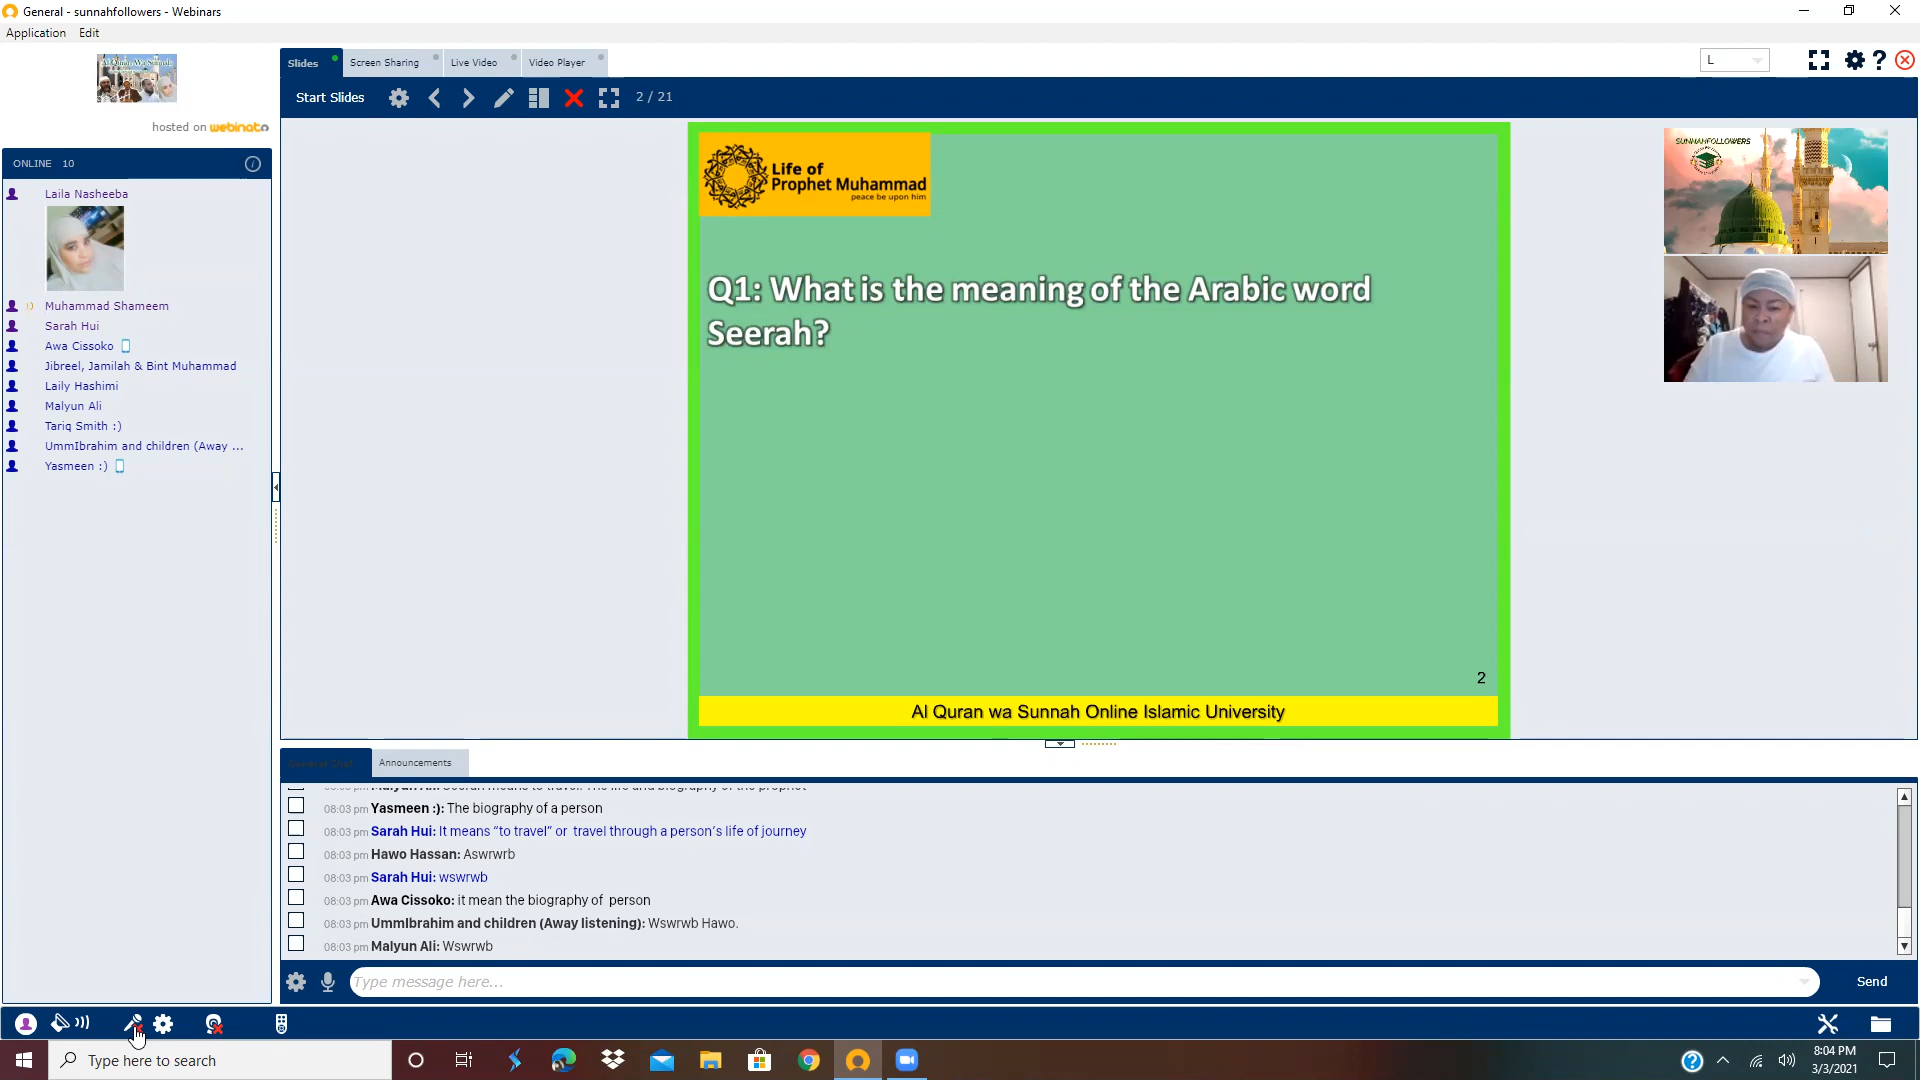 General - sunnahfollowers - Webinars
Application Edit
hosted on webinato
ONLINE 10
Laila Nasheeba
Muhammad Shameem
Sarah Hui
Awa Cissoko
Jibreel, Jamilah & Bint Muhammad
Laily Hashimi
Malyun Ali
Tariq Smith :)
UmmIbrahim and children (Away ...
Yasmeen :)
Slides Screen Sharing Live Video Video Player
L
Start Slides 2 / 21
Life of
Prophet Muhammad
peace be upon him
Q1: What is the meaning of the Arabic word
Seerah?
2
Al Quran wa Sunnah Online Islamic University
SUNNAHFOLLOWERS
Announcements
08:03 pm Yasmeen :): The biography of a person
08:03 pm Sarah Hui: It means “to travel” or travel through a person’s life of journey
08:03 pm Hawo Hassan: Aswrwrb
08:03 pm Sarah Hui: wswrwb
08:03 pm Awa Cissoko: it mean the biography of person
08:03 pm UmmIbrahim and children (Away listening): Wswrwb Hawo.
08:03 pm Malyun Ali: Wswrwb
Type message here...
Send
Type here to search
8:04 PM
3/3/2021